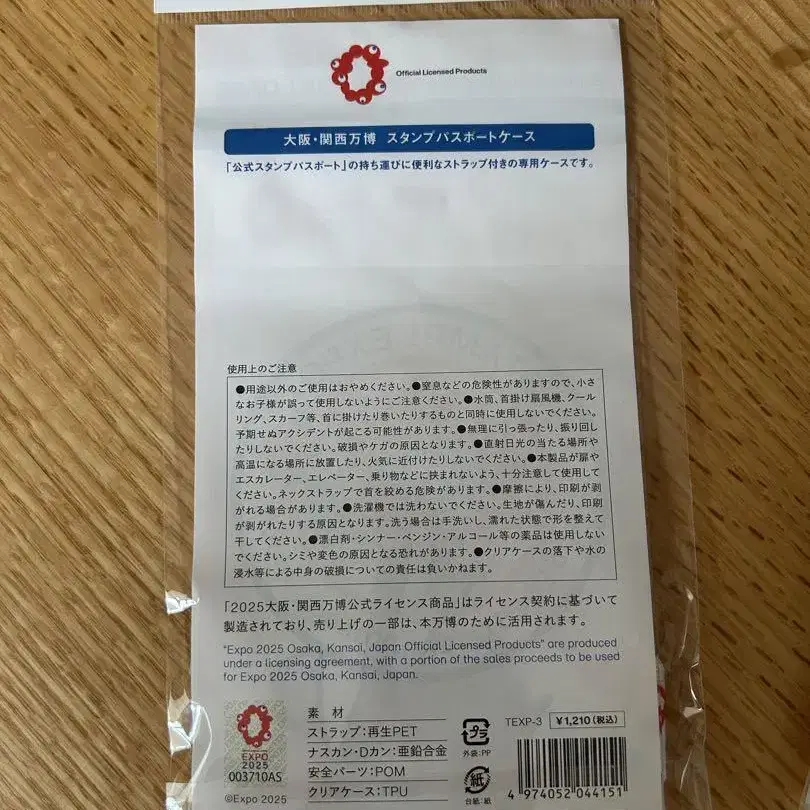 Official Licensed Products
大阪・関西万博 スタンプパスポートケース
「公式スタンプパスポート」の持ち運びに便利なストラップ付きの専用ケースです。
使用上のご注意
●用途以外のご使用はおやめください。●窒息などの危険性がありますので、小さ
なお子様が誤って使用しないようにご注意ください。●水筒、首掛け扇風機、クール
リング、スカーフ等、首に掛けたり巻いたりするものと同時に使用しないでください。
予期せぬアクシデントが起こる可能性があります。●無理に引っ張ったり、振り回し
たりしないでください。破損やケガの原因となります。●直射日光の当たる場所や
高温になる場所に放置したり、火気に近付けたりしないでください。●本製品が扉や
エスカレーター、エレベーター、乗り物などに挟まれないよう、十分注意して使用して
ください。ネックストラップで首を絞める危険があります。●摩擦により、印刷が剥
がれる場合があります。●洗濯機では洗わないでください。生地が傷んだり、印刷
が剥がれたりする原因となります。洗う場合は手洗いし、濡れた状態で形を整えて
干してください。●漂白剤・シンナー・ベンジン・アルコール等の薬品は使用しない
でください。シミや変色の原因となる恐れがあります。●クリアケースの落下や水の
浸水等による中身の破損についての責任は負いかねます。
「2025大阪・関西万博公式ライセンス商品」はライセンス契約に基づいて
製造されており、売り上げの一部は、本万博のために活用されます。
"Expo 2025 Osaka, Kansai, Japan Official Licensed Products" are produced
under a licensing agreement, with a portion of the sales proceeds to be used
for Expo 2025 Osaka, Kansai, Japan.
EXPO
2025
003710AS
©Expo 2025
素 材
ストラップ:再生PET
ナスカン・Dカン:亜鉛合金
安全パーツ:POM
クリアケース:TPU
プラ
外袋:PP
紙
台紙:紙
TEXP-3 ¥1,210(税込)
4 974052 044151